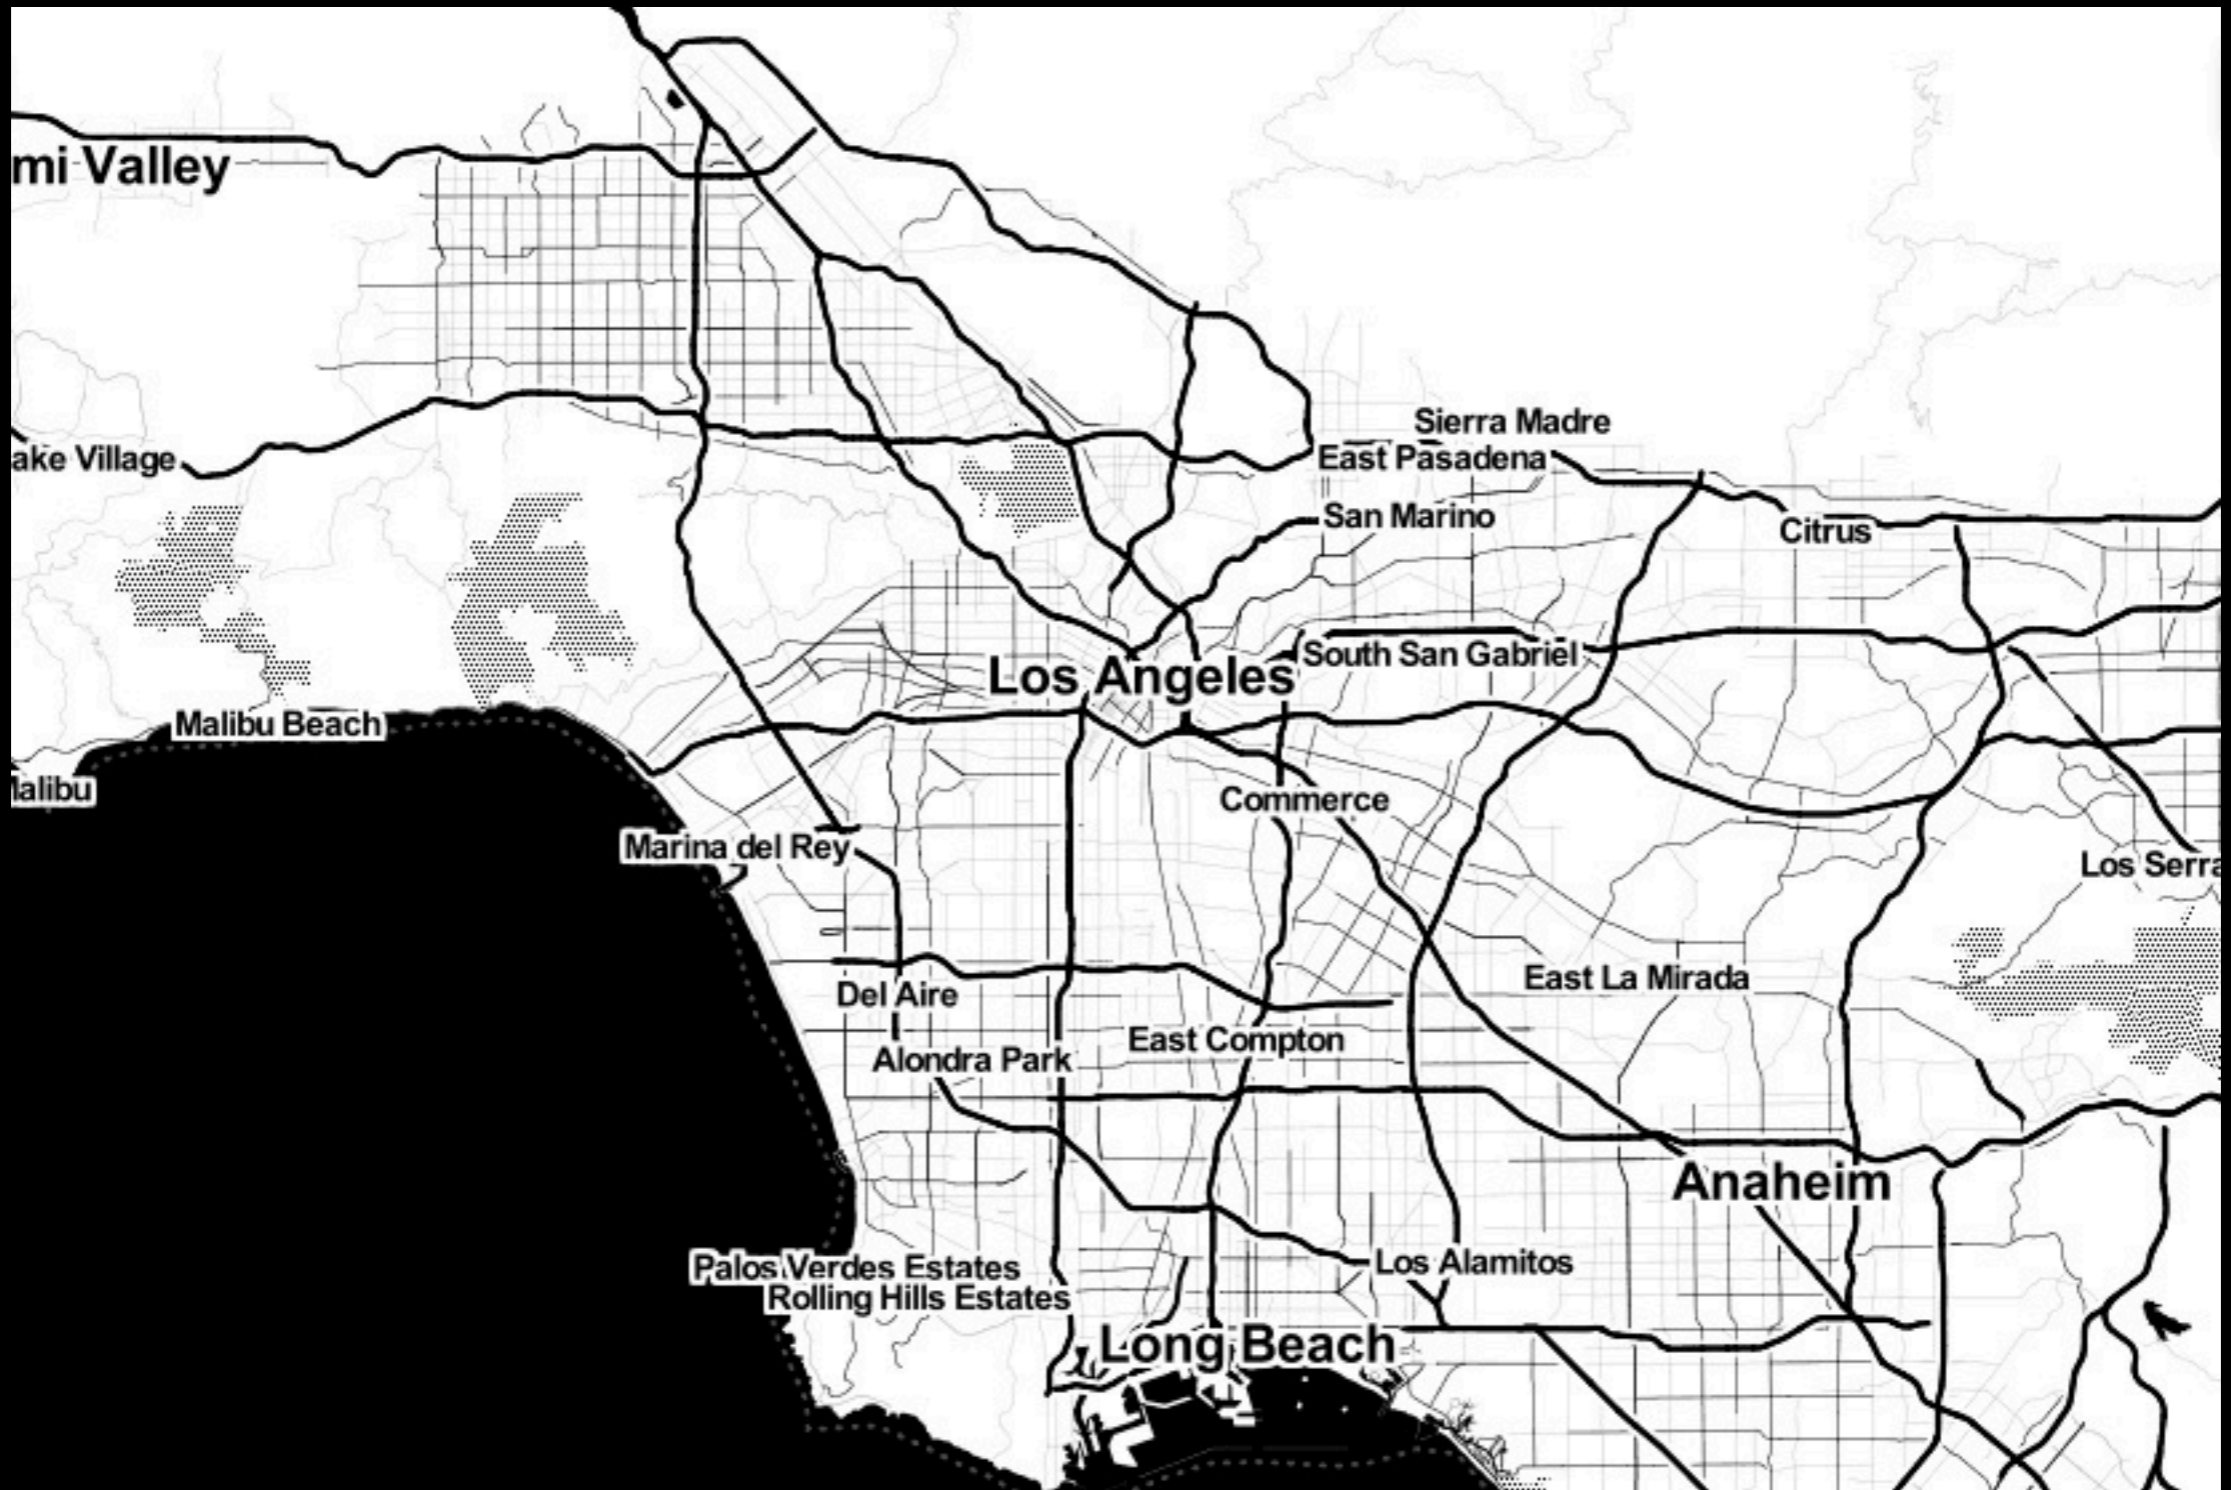 mi Valley
Sierra Madre
ake Village
East Pasadena
San Marino
Citrus
South San Gabriel
Los Angeles
Malibu Beach
alibu
Commerce
Marina del Rey
Los Serra
East La Mirada
Del Aire
East Compton
Alondra Park
Anaheim
Los Alamitos
Palos Verdes Estates
Rolling Hills Estates
Long Beach